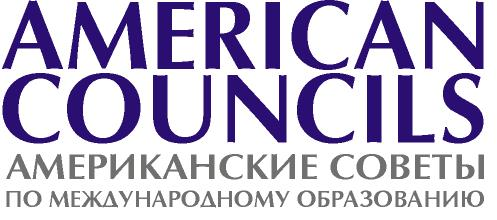 AMERICAN
COUNCILS
АМЕРИКАНСКИЕ СОВЕТЫ
ПО МЕЖДУНАРОДНОМУ ОБРАЗОВАНИЮ